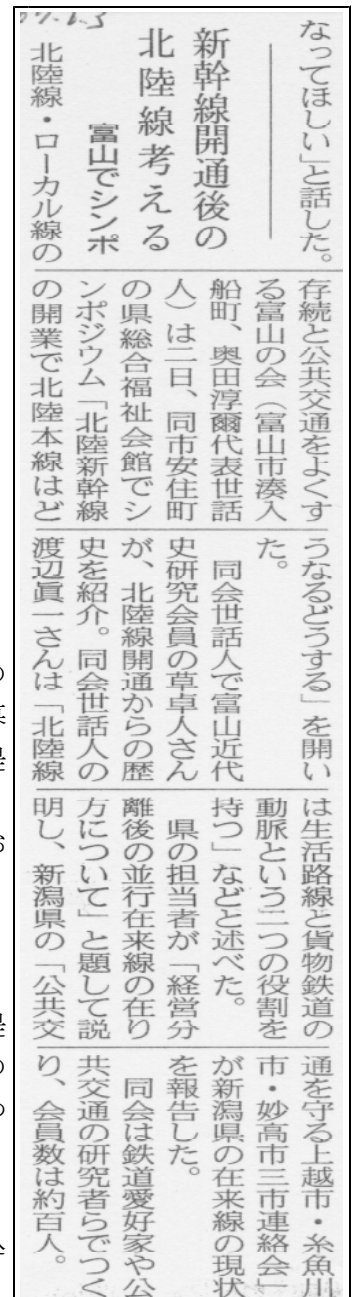 なってほしい」と話した。
新幹線開通後の
北陸線考える
富山でシンポ
北陸線・ローカル線の
存続と公共交通をよくす
る富山の会(富山市湊入
船町、奥田淳爾代表世話
人)は二日、同市安住町
の県総合福祉会館でシ
ンポジウム「北陸新幹線
の開業で北陸本線はど
うなるどうする」を開い
た。
同会世話人で富山近代
史研究会員の草卓人さん
が、北陸線開通からの歴
史を紹介。同会世話人の
渡辺眞一さんは「北陸線
は生活路線と貨物鉄道の
動脈という二つの役割を
持つ」などと述べた。
県の担当者が「経営分
離後の並行在来線の在り
方について」と題して説
明し、新潟県の「公共交
通を守る上越市・糸魚川
市・妙高市三市連絡会」
が新潟県の在来線の現状
を報告した。
同会は鉄道愛好家や公
共交通の研究者らでつく
り、会員数は約百人。